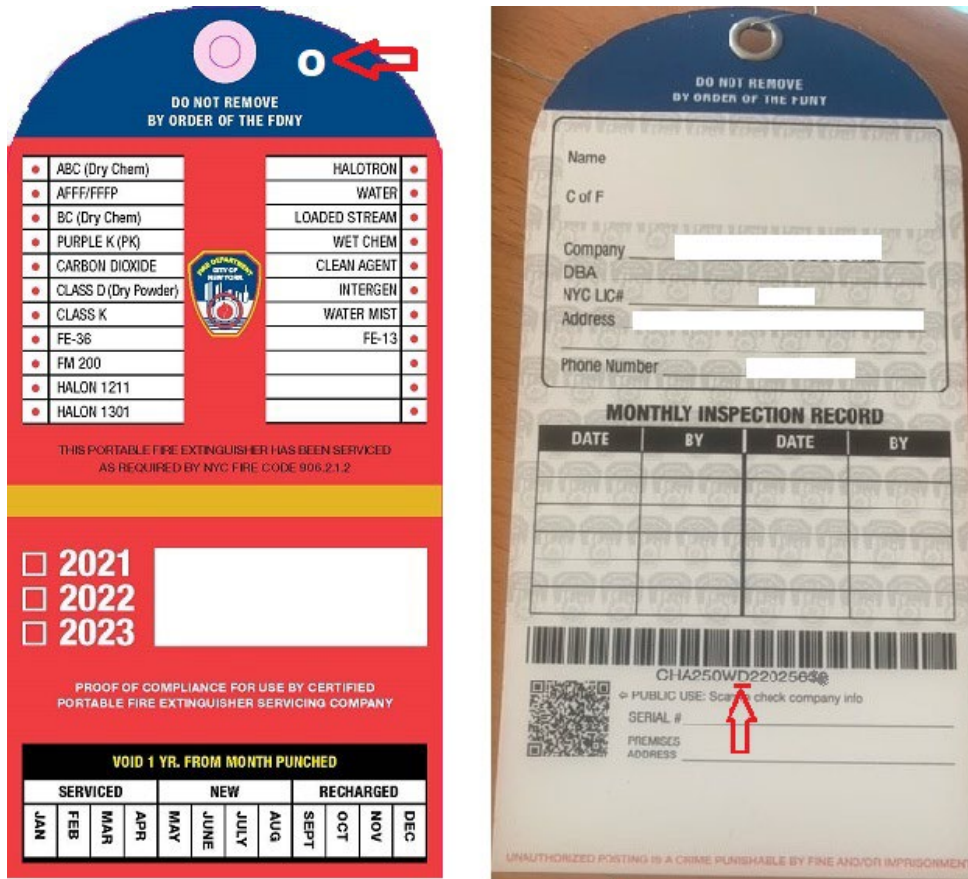 O
DO NOT REMOVE
BY ORDER OF THE FDNY
ABC (Dry Chem)
AFFF/FFFP
BC (Dry Chem)
PURPLE K (PK)
CARBON DIOXIDE
CLASS D (Dry Powder)
CLASS K
FE-36
FM 200
HALON 1211
HALON 1301
HALOTRON
WATER
LOADED STREAM
WET CHEM
CLEAN AGENT
INTERGEN
WATER MIST
FE-13
FIRE DEPARTMENT
CITY OF
NEW YORK
THIS PORTABLE FIRE EXTINGUISHER HAS BEEN SERVICED
AS REQUIRED BY NYC FIRE CODE 906.2.1.2
2021
2022
2023
PROOF OF COMPLIANCE FOR USE BY CERTIFIED
PORTABLE FIRE EXTINGUISHER SERVICING COMPANY
VOID 1 YR. FROM MONTH PUNCHED
SERVICED NEW RECHARGED
JAN FEB MAR APR MAY JUNE JULY AUG SEPT OCT NOV DEC
DO NOT REMOVE
BY ORDER OF THE FDNY
Name
C of F
Company
DBA
NYC LIC#
Address
Phone Number
MONTHLY INSPECTION RECORD
DATE BY DATE BY
⇦ PUBLIC USE: Scan to check company info
SERIAL #
PREMISES
ADDRESS
UNAUTHORIZED POSTING IS A CRIME PUNISHABLE BY FINE AND/OR IMPRISONMENT